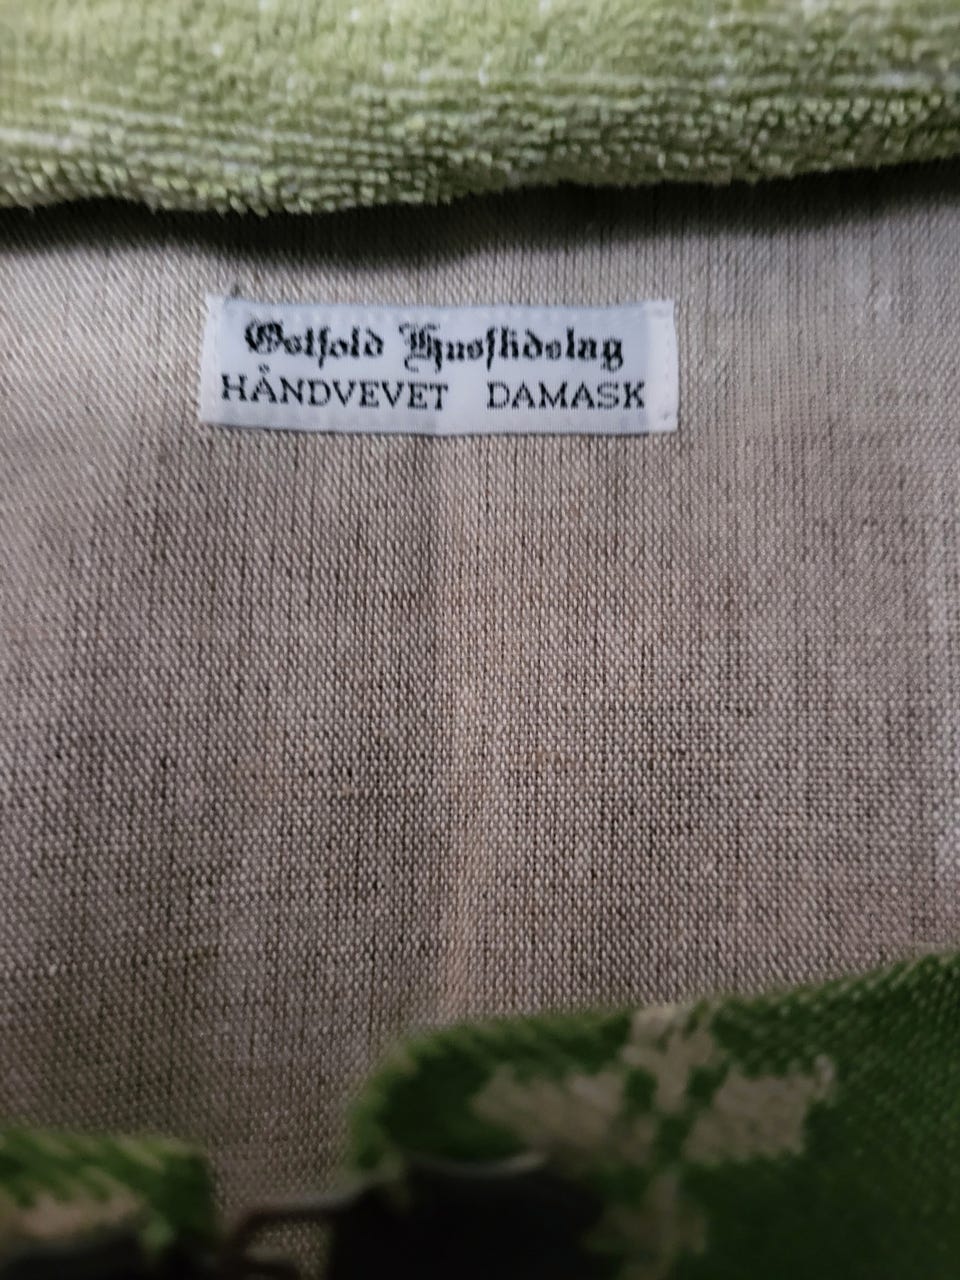 Østfold Husflidslag
HÅNDVEVET DAMASK